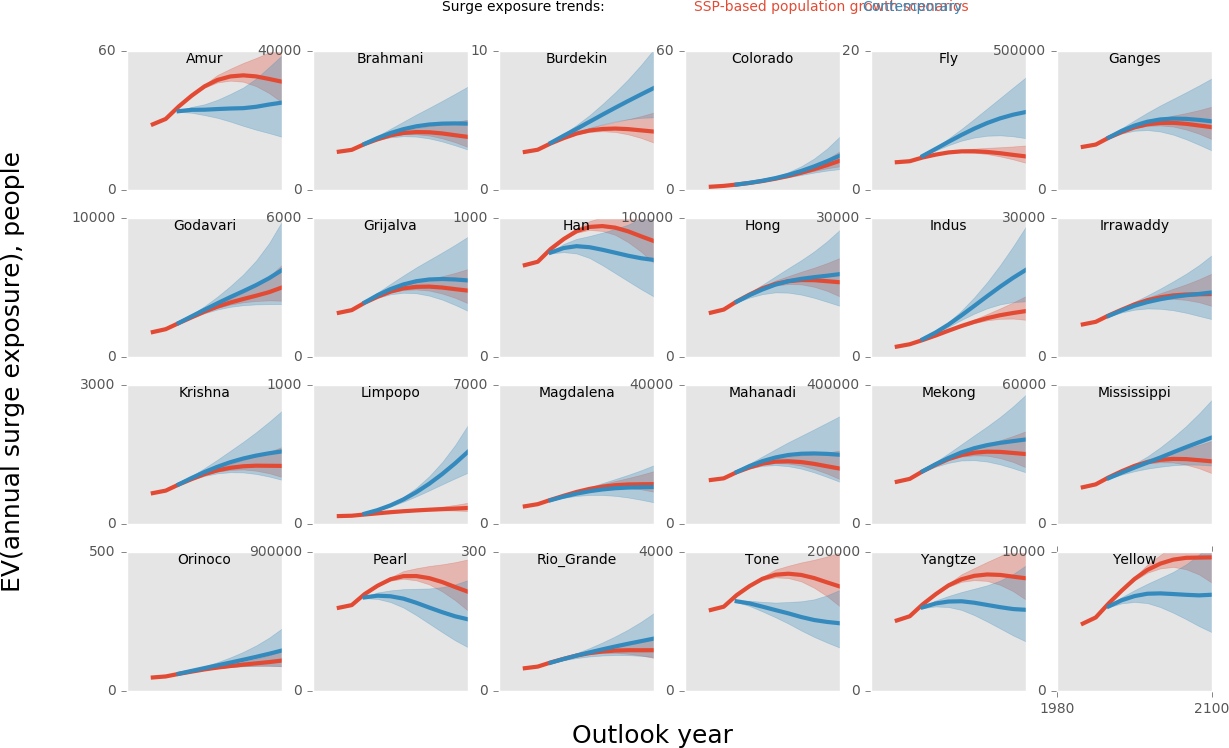 Surge exposure trends: SSP-based population growth scenarios Contemporary
60 40000 10 60 20 500000
Amur Brahmani Burdekin Colorado Fly Ganges
0 0 0 0 0 0
10000 6000 1000 100000 30000 30000
Godavari Grijalva Han Hong Indus Irrawaddy
0 0 0 0 0 0
3000 1000 7000 40000 400000 60000
Krishna Limpopo Magdalena Mahanadi Mekong Mississippi
0 0 0 0 0 0
500 900000 300 4000 200000 10000
Orinoco Pearl Rio_Grande Tone Yangtze Yellow
0 0 0 0 0 0
1980 2100
EV(annual surge exposure), people
Outlook year